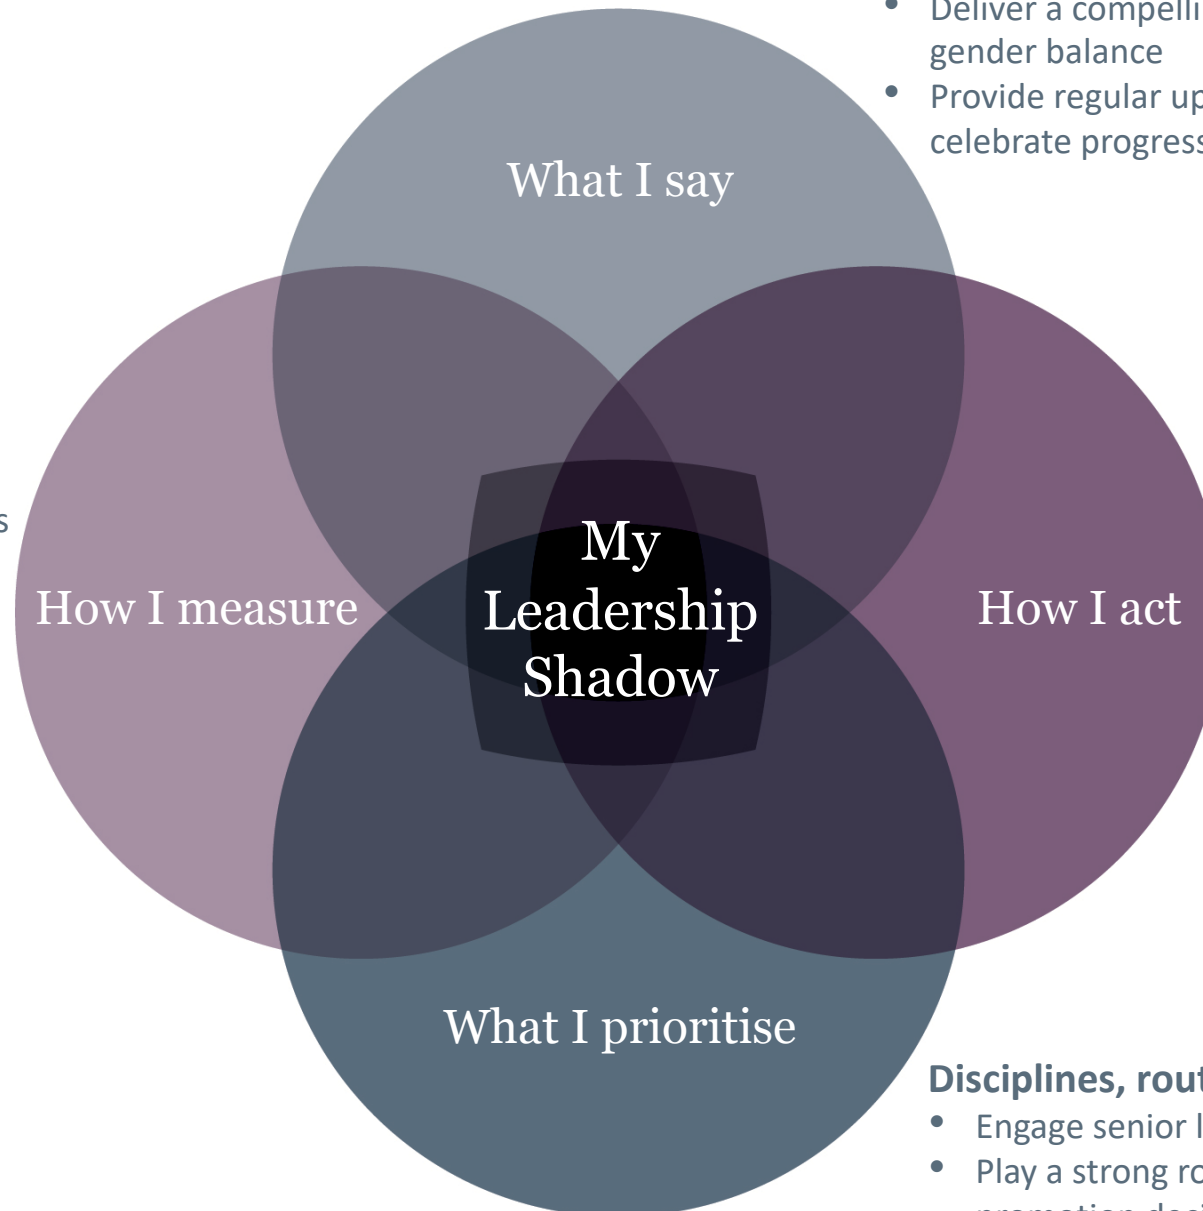 Deliver a compelli
gender balance
Provide regular up
celebrate progress
What I say
s
How I measure
My
Leadership
Shadow
How I act
What I prioritise
Disciplines, rout
Engage senior l
Play a strong ro